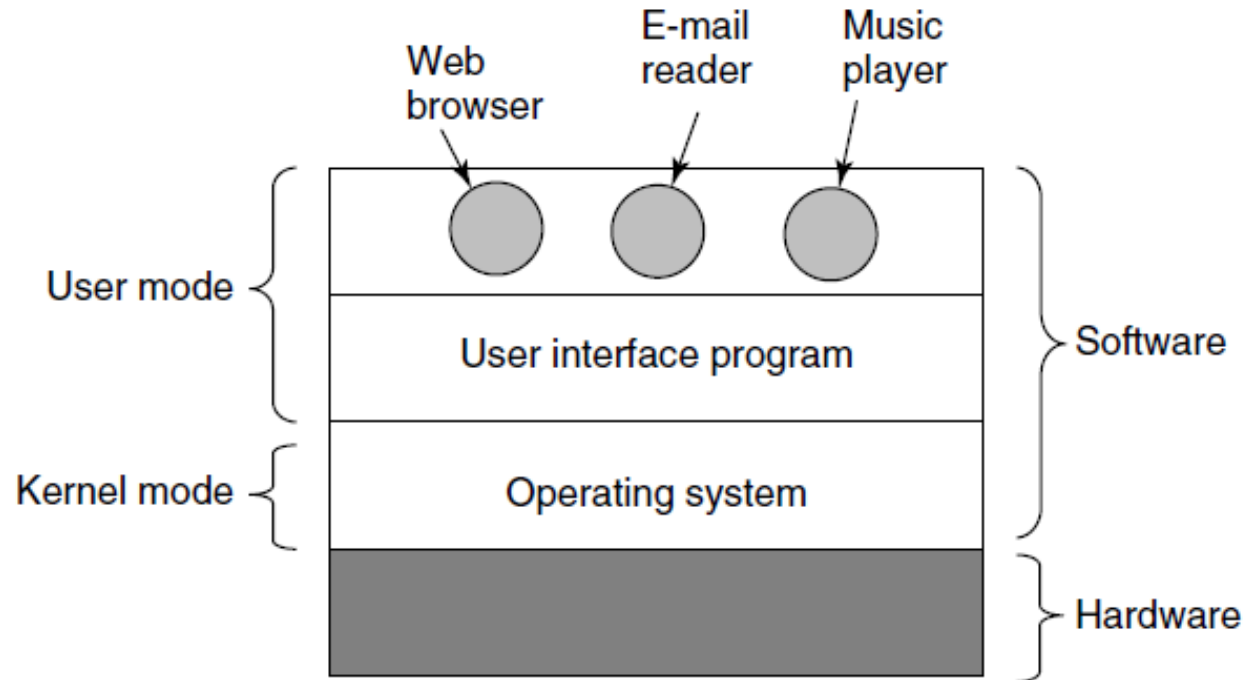 E-mail
reader
Music
player
Web
browser
User mode
User interface program
Software
Kernel mode
Operating system
Hardware